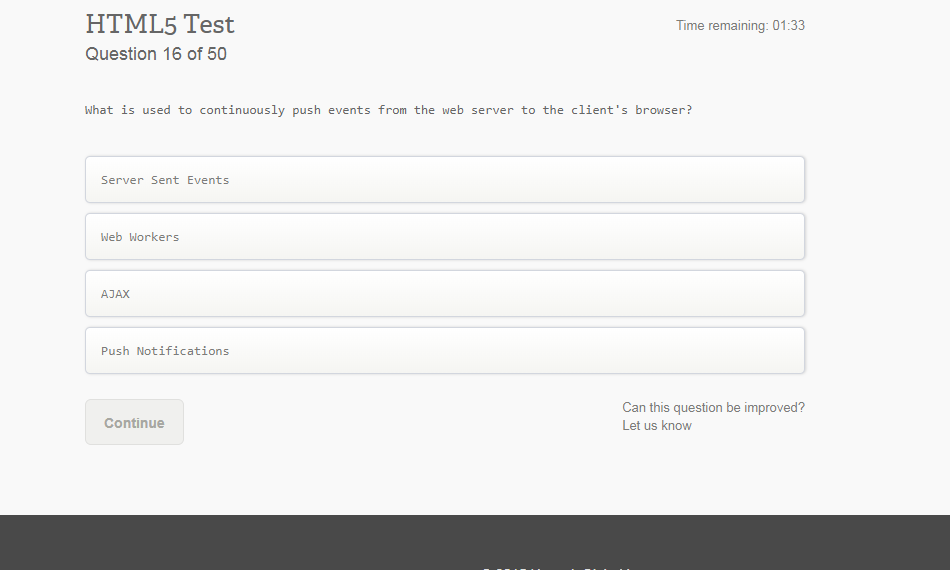 HTML5 Test
Time remaining: 01:33
Question 16 of 50
What is used to continuously push events from the web server to the client's browser?
Server Sent Events
Web Workers
AJAX
Push Notifications
Continue
Can this question be improved?
Let us know